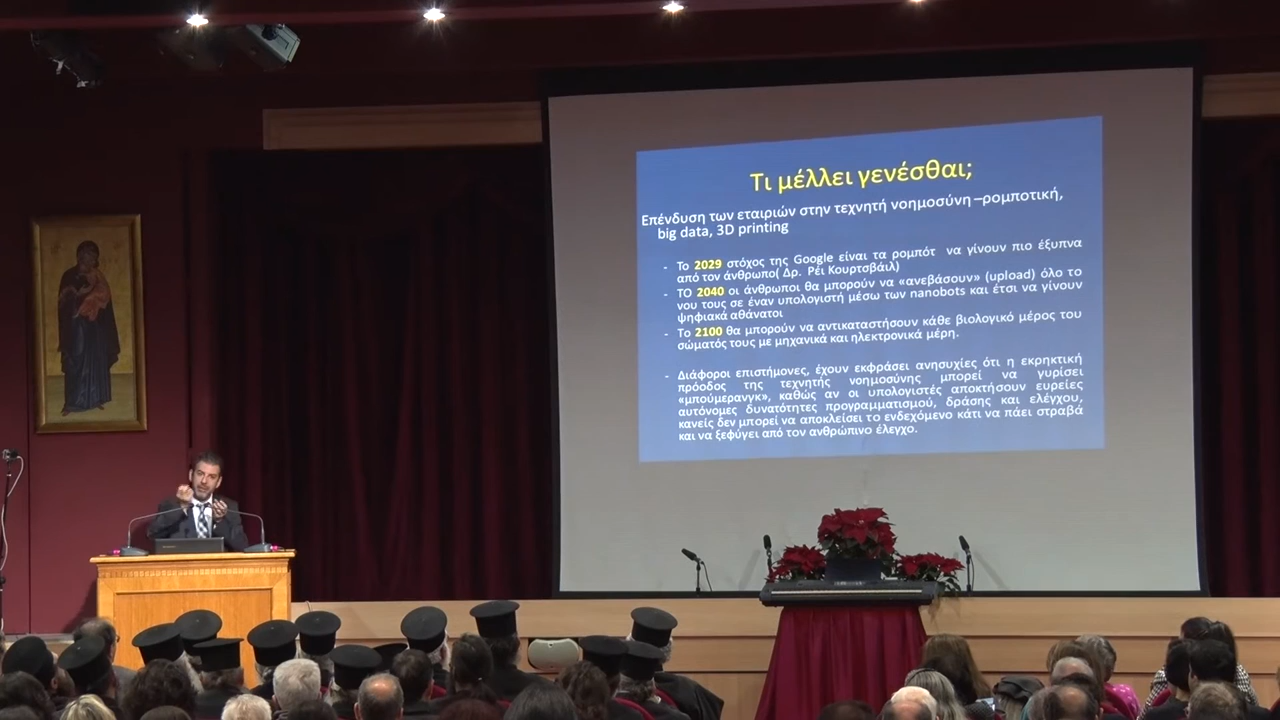 Τι μέλλει γενέσθαι;
Επένδυση των εταιριών στην τεχνητή νοημοσύνη –ρομποτική,
big data, 3D printing
- Το 2029 στόχος της Google είναι τα ρομπότ να γίνουν πιο έξυπνα
από τον άνθρωπο( Δρ. Ρέι Κουρτσβάιλ)
- ΤΟ 2040 οι άνθρωποι θα μπορούν να «ανεβάσουν» (upload) όλο το
νου τους σε έναν υπολογιστή μέσω των nanobots και έτσι να γίνουν
ψηφιακά αθάνατοι
- Το 2100 θα μπορούν να αντικαταστήσουν κάθε βιολογικό μέρος του
σώματός τους με μηχανικά και ηλεκτρονικά μέρη.
- Διάφοροι επιστήμονες, έχουν εκφράσει ανησυχίες ότι η εκρηκτική
πρόοδος της τεχνητής νοημοσύνης μπορεί να γυρίσει
«μπούμερανγκ», καθώς αν οι υπολογιστές αποκτήσουν ευρείες
αυτόνομες δυνατότητες προγραμματισμού, δράσης και ελέγχου,
κανείς δεν μπορεί να αποκλείσει το ενδεχόμενο κάτι να πάει στραβά
και να ξεφύγει από τον ανθρώπινο έλεγχο.